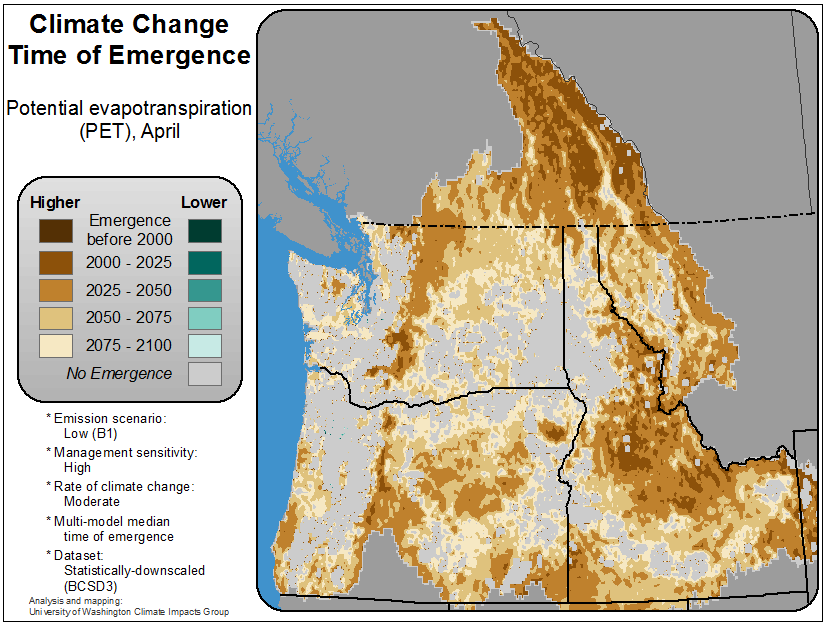 Climate Change
Time of Emergence
Potential evapotranspiration
(PET), April
Higher
Lower
Emergence
before 2000
2000 - 2025
2025 - 2050
2050 - 2075
2075 - 2100
No Emergence
* Emission scenario:
Low (B1)
* Management sensitivity:
High
* Rate of climate change:
Moderate
* Multi-model median
time of emergence
* Dataset:
Statistically-downscaled
(BCSD3)
Analysis and mapping:
University of Washington Climate Impacts Group